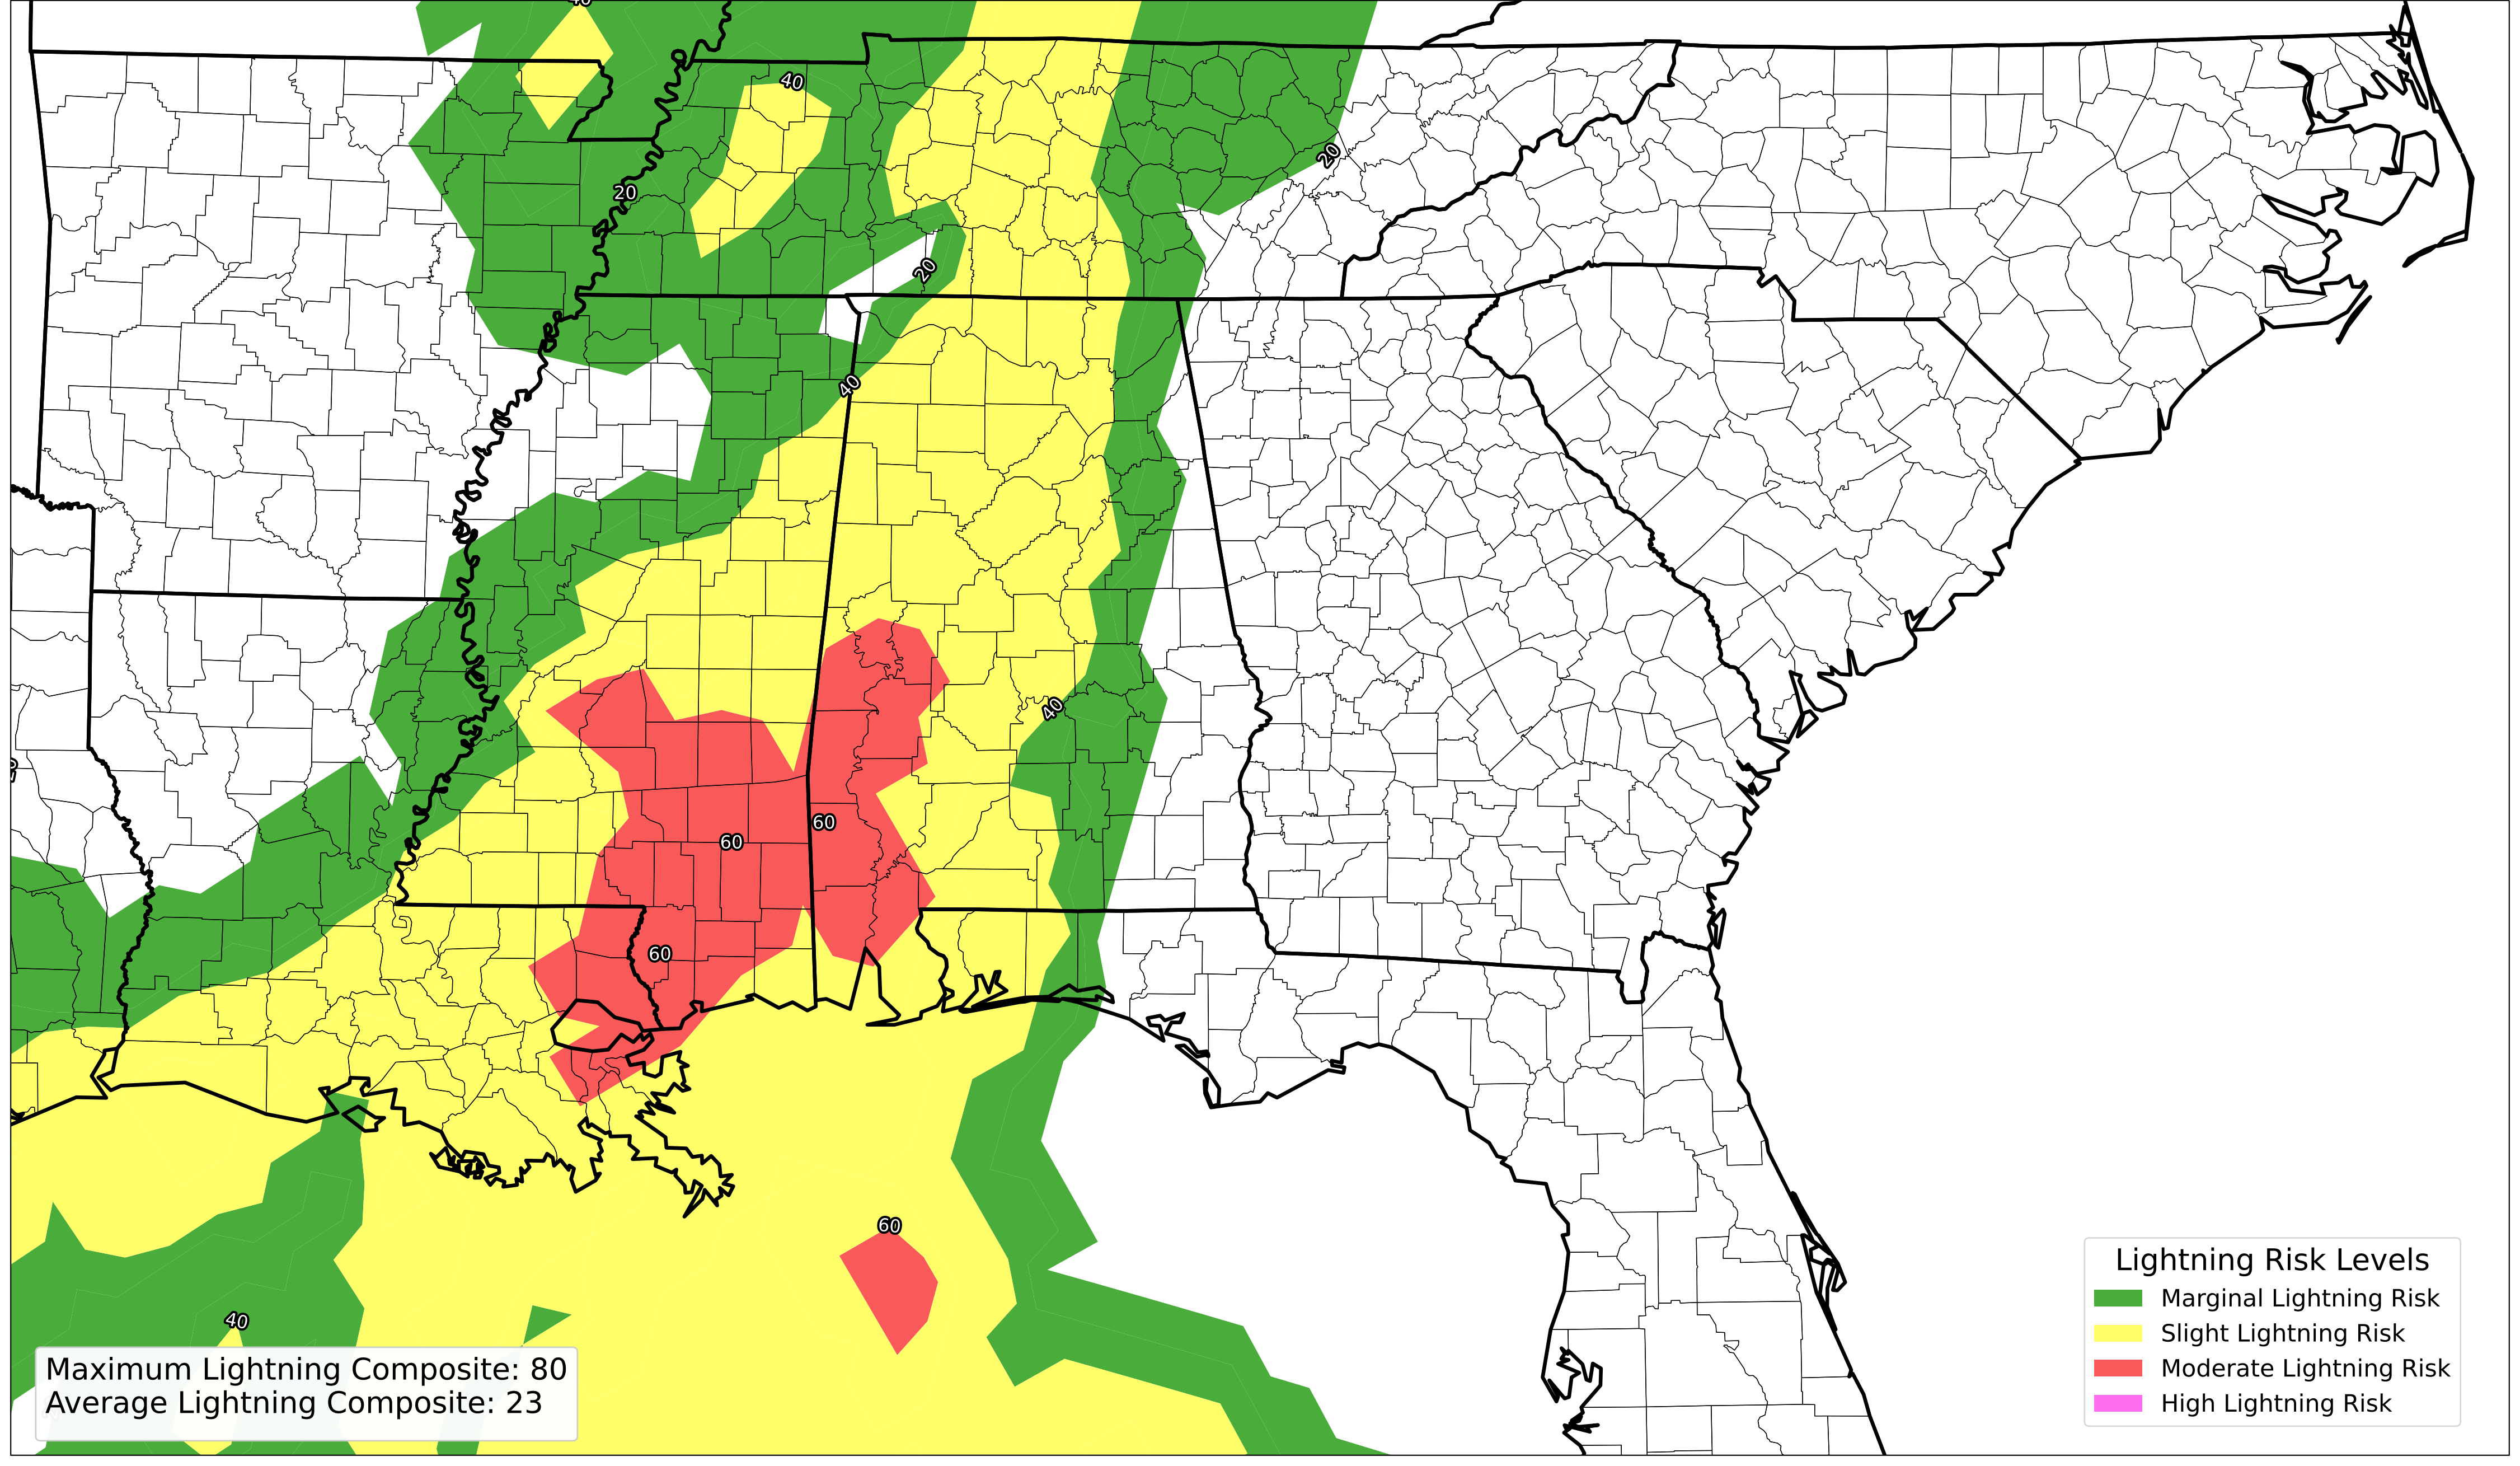 40
40
20
20
20
40
40
60
60
60
60
40
Lightning Risk Levels
Marginal Lightning Risk
Slight Lightning Risk
Moderate Lightning Risk
High Lightning Risk
Maximum Lightning Composite: 80
Average Lightning Composite: 23